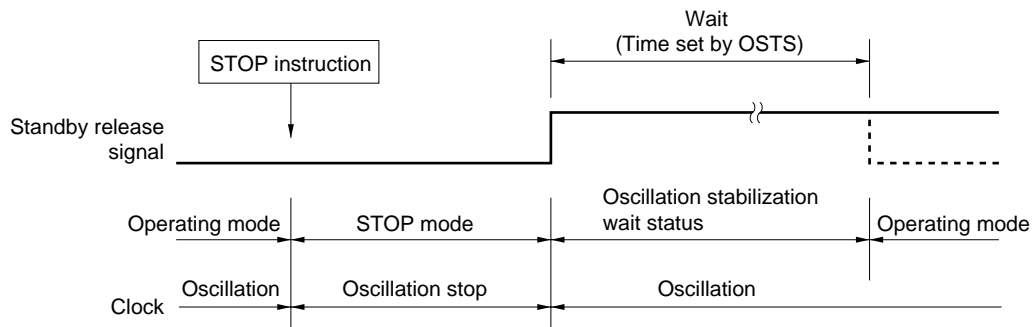 Wait
(Time set by OSTS)
STOP instruction
Standby release
signal
Operating mode
STOP mode
Oscillation stabilization
wait status
Operating mode
Clock
Oscillation
Oscillation stop
Oscillation